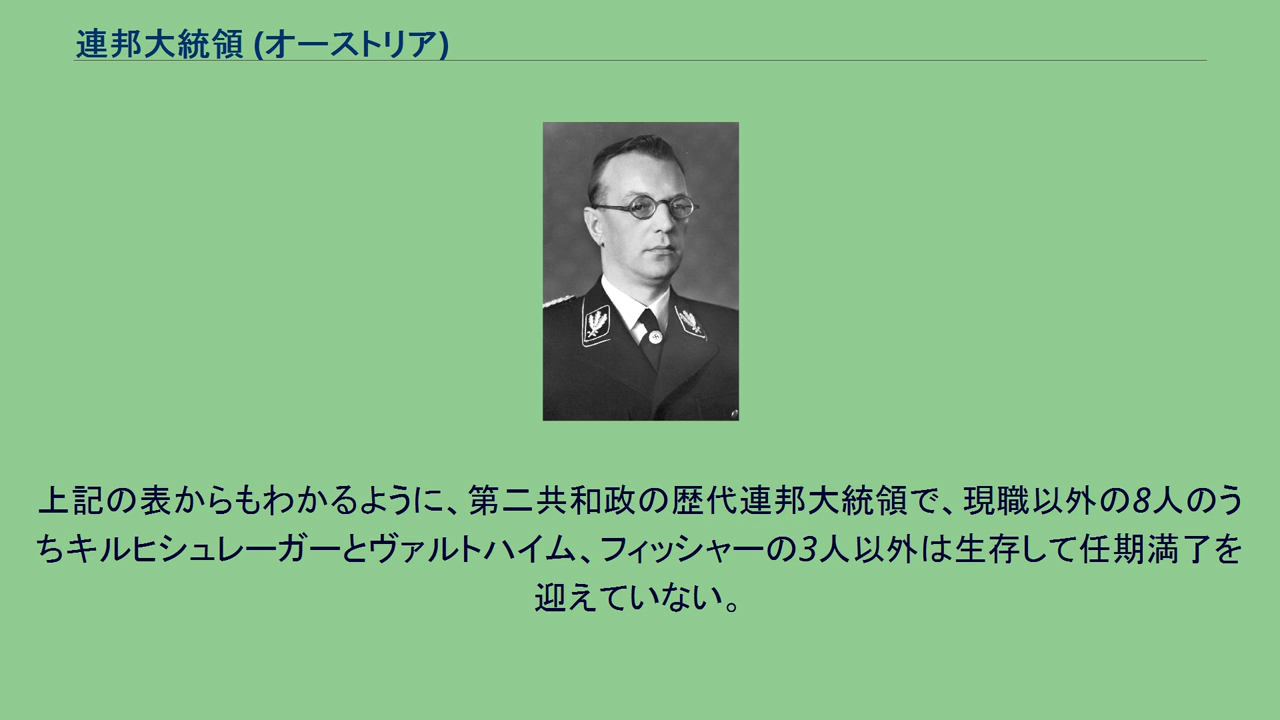 連邦大統領 (オーストリア)
上記の表からもわかるように、第二共和政の歴代連邦大統領で、現職以外の8人のう
ちキルヒシュレーガーとヴァルトハイム、フィッシャーの3人以外は生存して任期満了を
迎えていない。